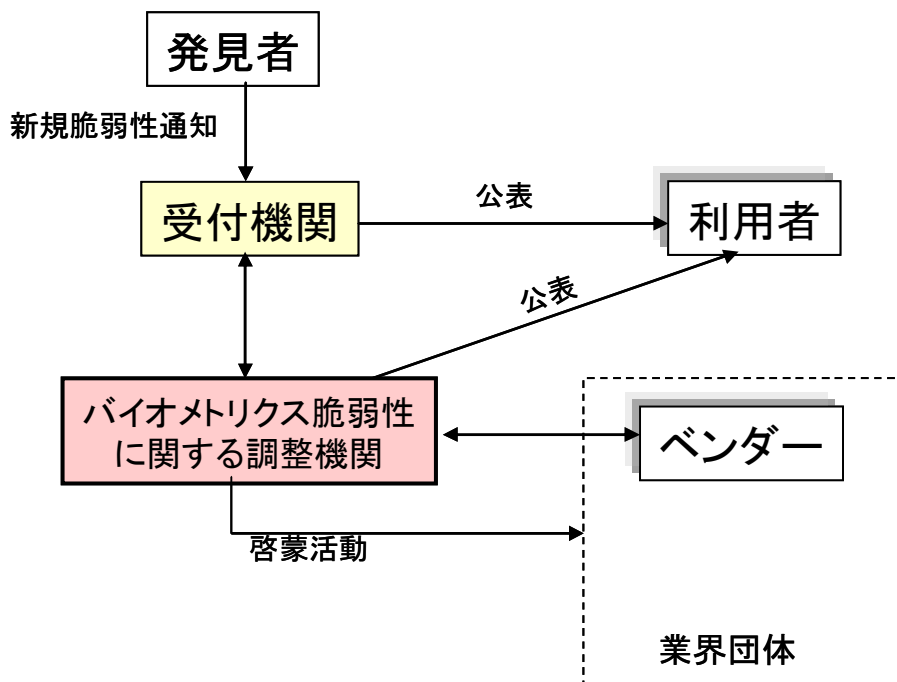 発見者
新規脆弱性通知
受付機関
公表
利用者
公表
バイオメトリクス脆弱性
に関する調整機関
ベンダー
啓蒙活動
業界団体